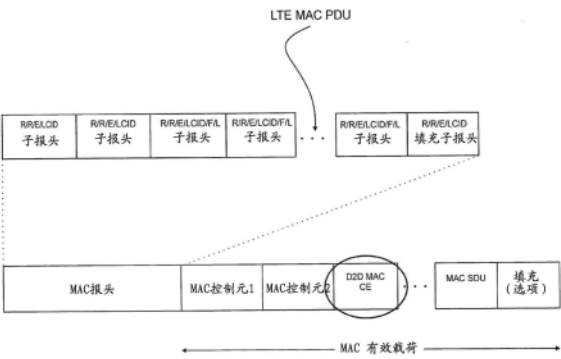 LTE MAC PDU
R/R/E/LCID
子报头
R/R/E/LCID
子报头
R/R/E/LCID/F/L
子报头
R/R/E/LCID/F/L
子报头
R/R/E/LCID/F/L
子报头
R/R/E/LCID
填充子报头
MAC报头
MAC控制元1
MAC控制元2
D2D MAC
CE
MAC SDU
填充
(选项)
MAC 有效载荷